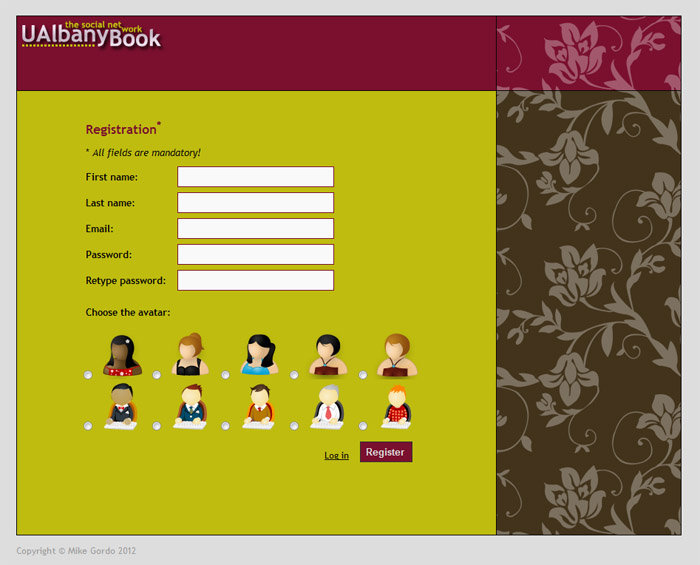 the social network
UAlbanyBook
Registration*
* All fields are mandatory!
First name:
Last name:
Email:
Password:
Retype password:
Choose the avatar:
Log in Register
Copyright © Mike Gordo 2012